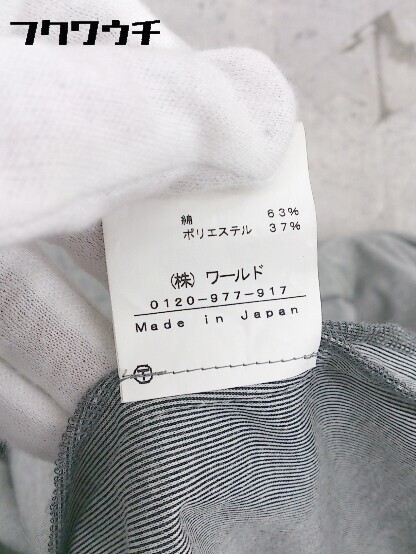 フクワウチ
綿 63%
ポリエステル 37%
(株) ワールド
0120-977-917
Made in Japan